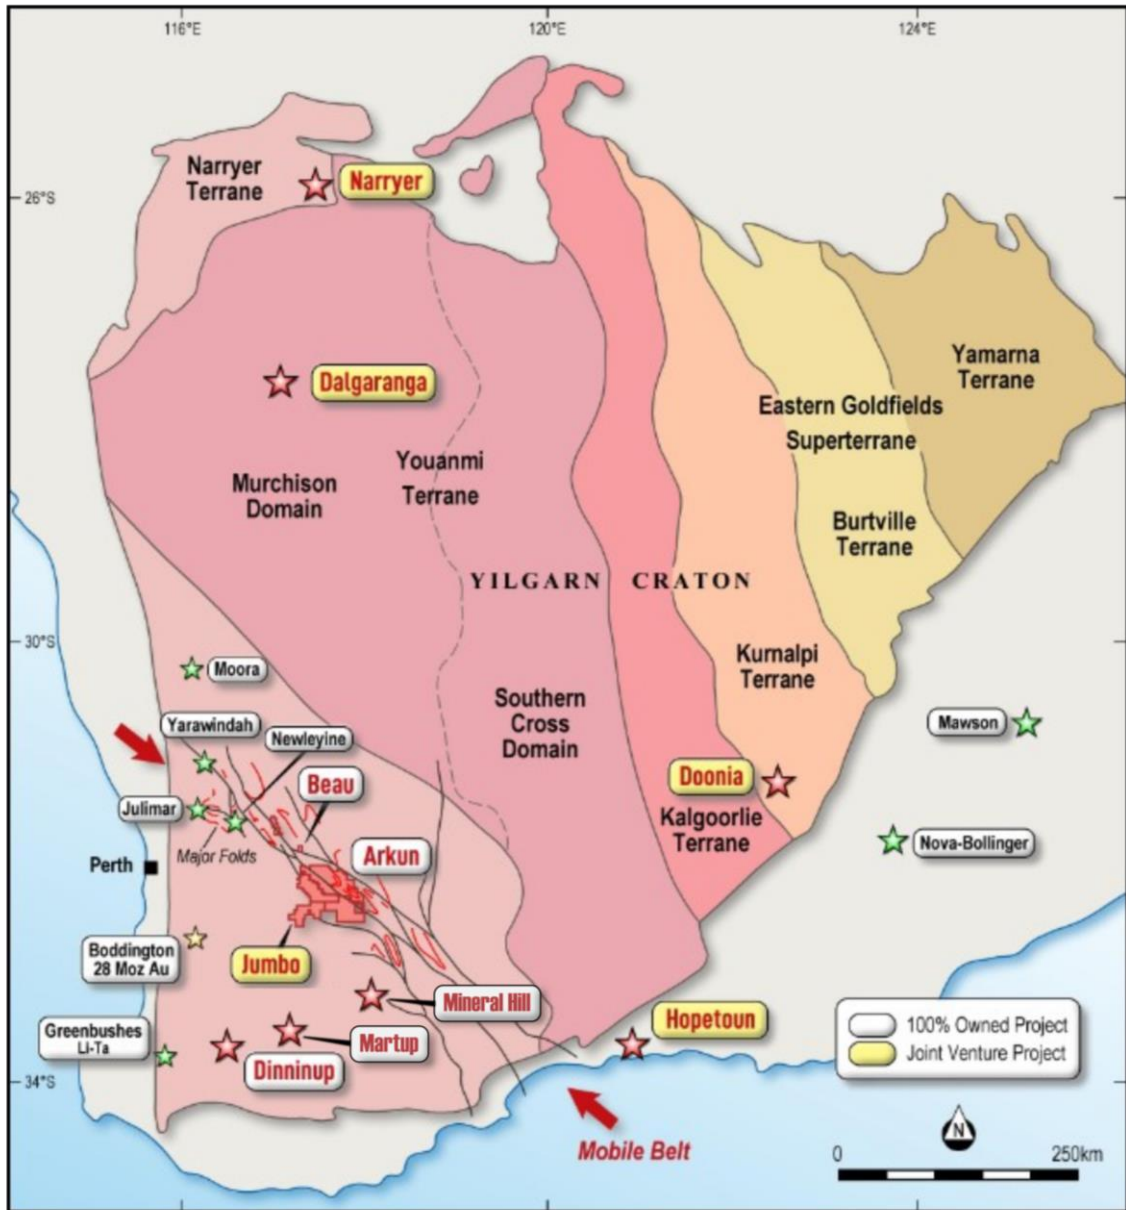 116°E
120°E
124°E
Narryer
Terrane
Narryer
26°S
Dalgaranga
Yamarna
Terrane
Eastern Goldfields
Superterrane
Youanmi
Terrane
Murchison
Domain
Burtville
Terrane
YILGARN CRATON
30°S
Moora
Kurnalpi
Terrane
Southern
Cross
Domain
Yarawindah
Newleyine
Mawson
Beau
Doonia
Julimar
Kalgoorlie
Terrane
Nova-Bollinger
Major Folds
Perth
Arkun
Boddington
28 Moz Au
Jumbo
Mineral Hill
Hopetoun
Greenbushes
Li-Ta
Martup
Dinninup
100% Owned Project
Joint Venture Project
34°S
Mobile Belt
N
0
250km